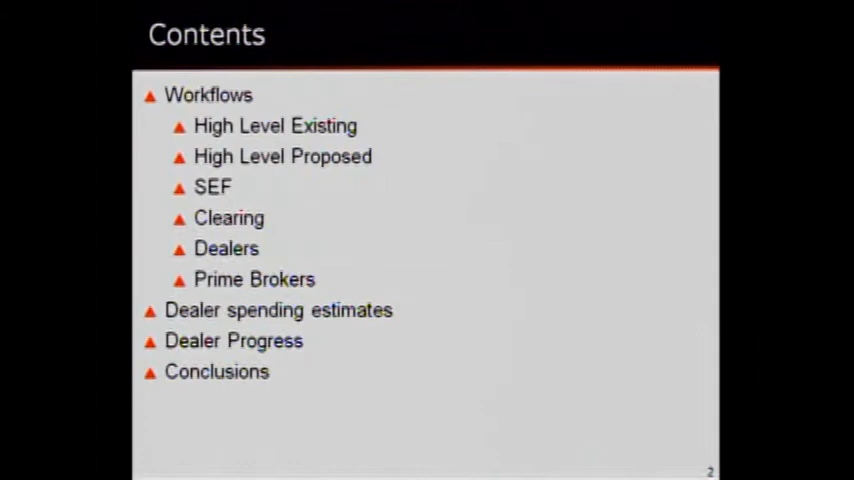 Contents
Workflows
High Level Existing
High Level Proposed
SEF
Clearing
Dealers
Prime Brokers
Dealer spending estimates
Dealer Progress
Conclusions
2